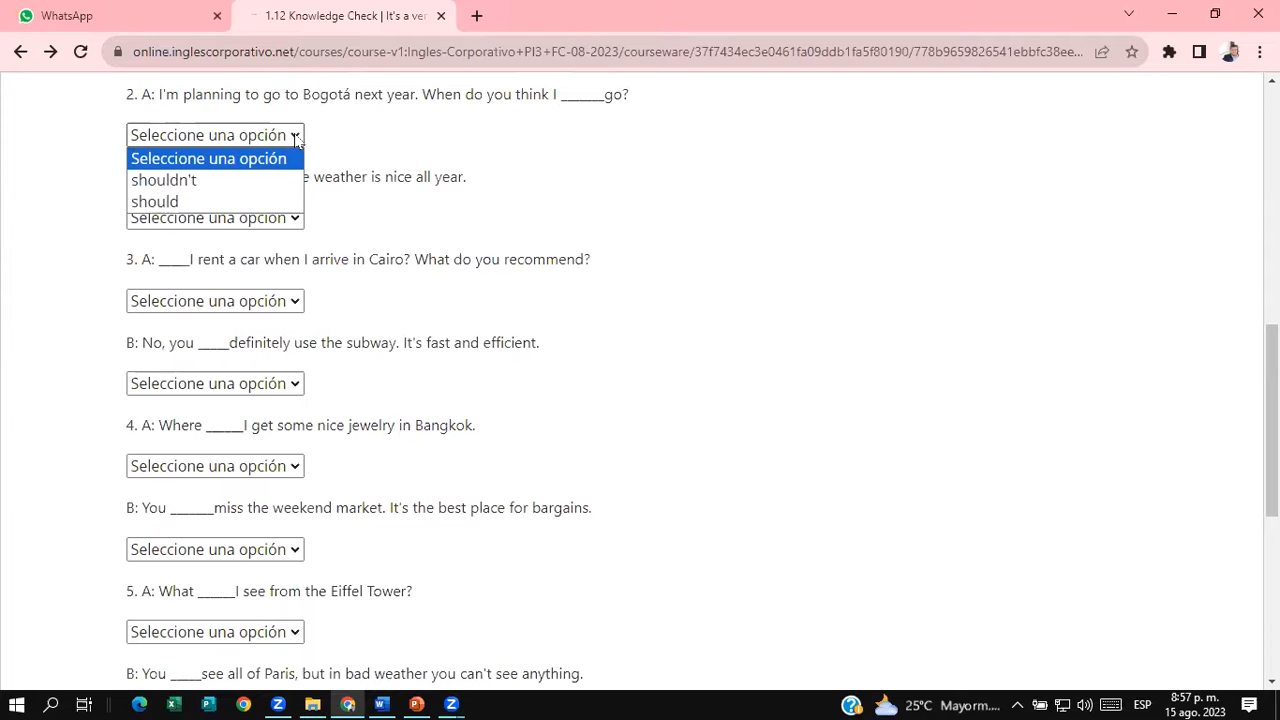 WhatsApp
1.12 Knowledge Check | It's a ver
online.inglescorporativo.net/courses/course-v1:Ingles-Corporativo+PI3+FC-08-2023/courseware/37f7434ec3e0461fa09ddb1fa5f80190/778b9659826541ebbfc38ee...
2. A: I'm planning to go to Bogotá next year. When do you think I _______go?
Seleccione una opción
Seleccione una opción
shouldn't
e weather is nice all year.
should
Seleccione una opción
3. A: _____I rent a car when I arrive in Cairo? What do you recommend?
Seleccione una opción
B: No, you _____definitely use the subway. It's fast and efficient.
Seleccione una opción
4. A: Where ______I get some nice jewelry in Bangkok.
Seleccione una opción
B: You _______miss the weekend market. It's the best place for bargains.
Seleccione una opción
5. A: What ______I see from the Eiffel Tower?
Seleccione una opción
B: You _____see all of Paris, but in bad weather you can't see anything.
25°C Mayorm.... ESP 8:57 p. m.
15 ago. 2023